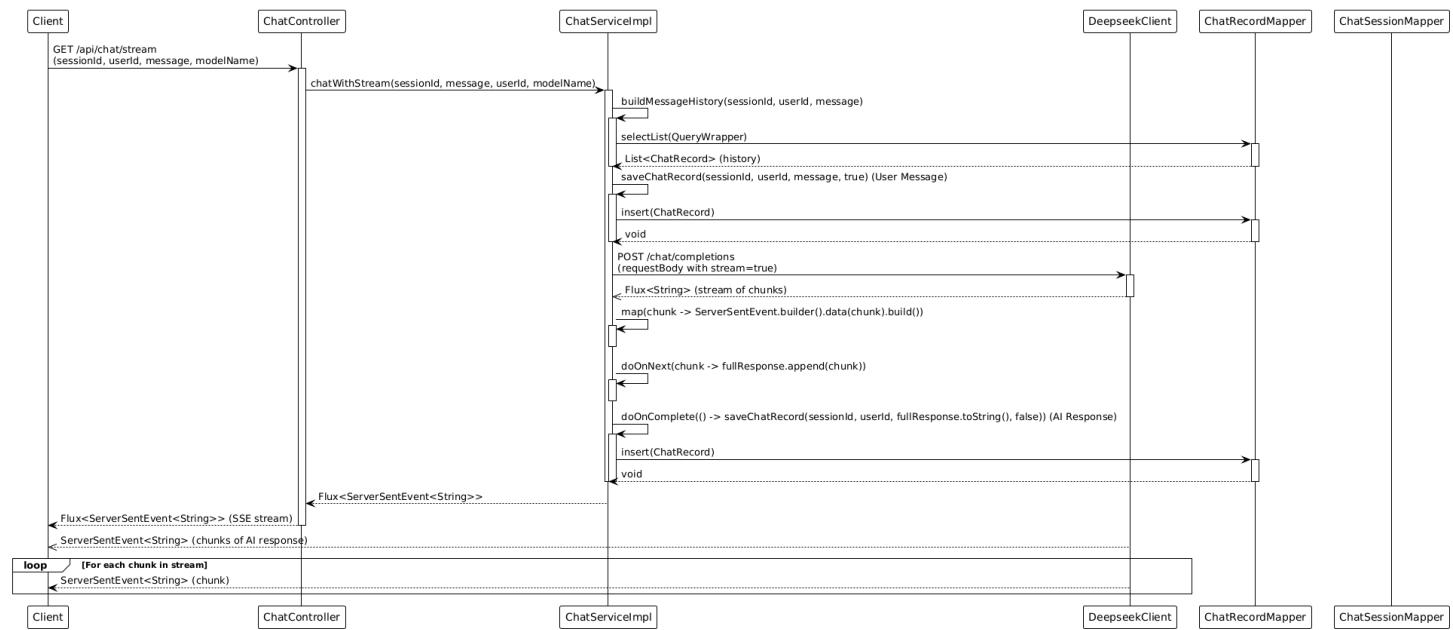 Client
ChatController
ChatServiceImpl
DeepseekClient
ChatRecordMapper
ChatSessionMapper
GET /api/chat/stream
(sessionId, userId, message, modelName)
chatWithStream(sessionId, message, userId, modelName)
buildMessageHistory(sessionId, userId, message)
selectList(QueryWrapper)
List<ChatRecord> (history)
saveChatRecord(sessionId, userId, message, true) (User Message)
insert(ChatRecord)
void
POST /chat/completions
(requestBody with stream=true)
Flux<String> (stream of chunks)
map(chunk -> ServerSentEvent.builder().data(chunk).build())
doOnNext(chunk -> fullResponse.append(chunk))
doOnComplete(() -> saveChatRecord(sessionId, userId, fullResponse.toString(), false)) (AI Response)
insert(ChatRecord)
void
Flux<ServerSentEvent<String>>
Flux<ServerSentEvent<String>> (SSE stream)
ServerSentEvent<String> (chunks of AI response)
loop [For each chunk in stream]
ServerSentEvent<String> (chunk)
Client
ChatController
ChatServiceImpl
DeepseekClient
ChatRecordMapper
ChatSessionMapper